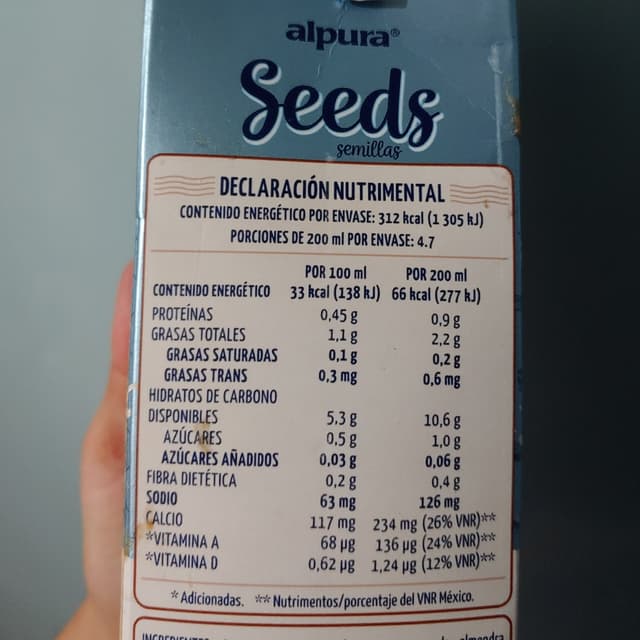 alpura®
Seeds
semillas
DECLARACIÓN NUTRIMENTAL
CONTENIDO ENERGÉTICO POR ENVASE: 312 kcal (1 305 kJ)
PORCIONES DE 200 ml POR ENVASE: 4.7
POR 100 ml POR 200 ml
CONTENIDO ENERGÉTICO 33 kcal (138 kJ) 66 kcal (277 kJ)
PROTEÍNAS 0,45 g 0,9 g
GRASAS TOTALES 1,1 g 2,2 g
GRASAS SATURADAS 0,1 g 0,2 g
GRASAS TRANS 0,3 mg 0,6 mg
HIDRATOS DE CARBONO
DISPONIBLES 5,3 g 10,6 g
AZÚCARES 0,5 g 1,0 g
AZÚCARES AÑADIDOS 0,03 g 0,06 g
FIBRA DIETÉTICA 0,2 g 0,4 g
SODIO 63 mg 126 mg
CALCIO 117 mg 234 mg (26% VNR)**
*VITAMINA A 68 µg 136 µg (24% VNR)**
*VITAMINA D 0,62 µg 1,24 µg (12% VNR)**
* Adicionadas. ** Nutrimentos/porcentaje del VNR México.